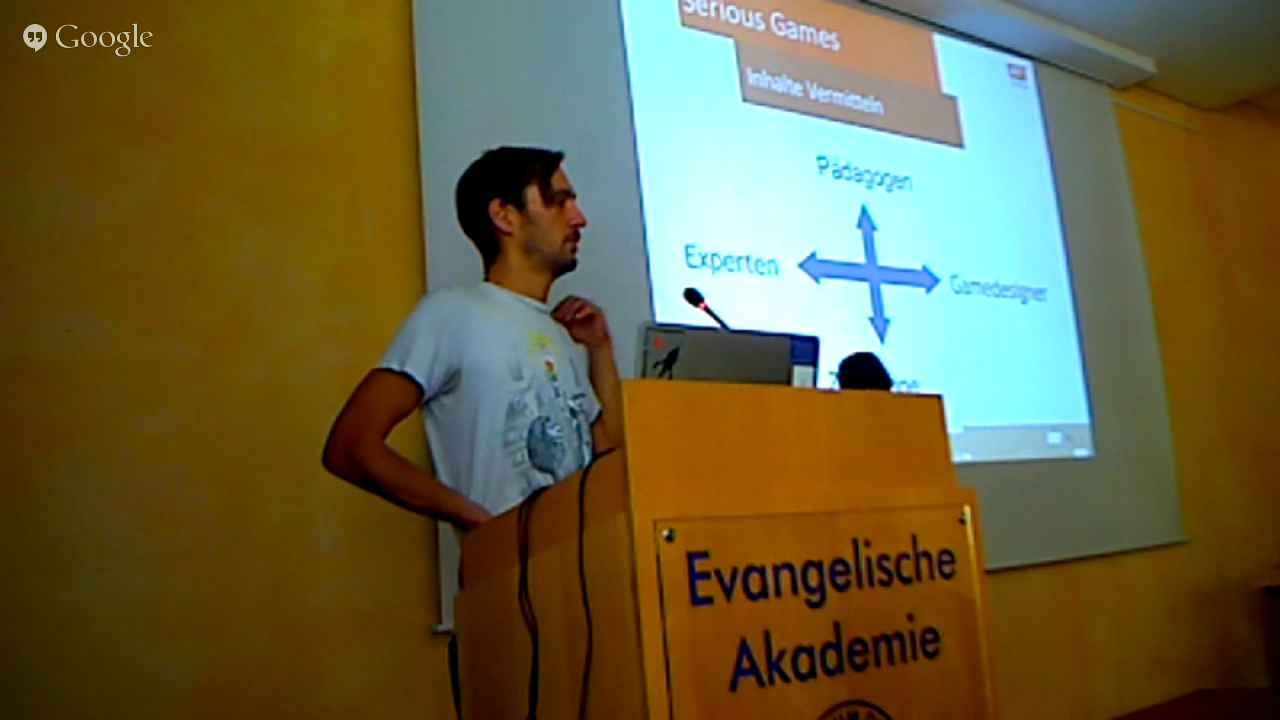 Google
Serious Games
Inhalte Vermitteln
Pädagogen
Experten
Gamedesigner
Evangelische
Akademie